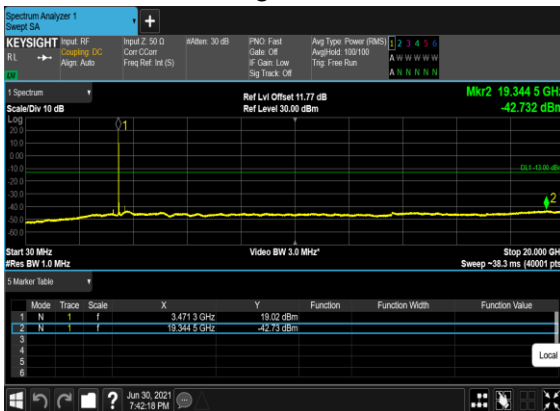 Spectrum Analyzer 1
Swept SA
KEYSIGHT
RL
Input: RF
Coupling: DC
Align: Auto
Input Z: 50 Ω
Corr CCorr
Freq Ref: Int (S)
#Atten: 30 dB
PNO: Fast
Gate: Off
IF Gain: Low
Sig Track: Off
Avg Type: Power (RMS)
Avg|Hold: 100/100
Trig: Free Run
1 2 3 4 5 6
A W W W W W
A N N N N N
LV
1 Spectrum
Scale/Div 10 dB
Ref Lvl Offset 11.77 dB
Ref Level 30.00 dBm
Mkr2 19.344 5 GHz
-42.732 dBm
Log
20.0
10.0
0.00
-10.0
-20.0
-30.0
-40.0
-50.0
-60.0
1
DL1 -13.00 dBm
2
Start 30 MHz
#Res BW 1.0 MHz
Video BW 3.0 MHz*
Stop 20.000 GH
Sweep ~38.3 ms (40001 pts
5 Marker Table
Mode Trace Scale X Y Function Function Width Function Value
1 N 1 f 3.471 3 GHz 19.02 dBm
2 N 1 f 19.344 5 GHz -42.73 dBm
3
4
5
6
Local
?
Jun 30, 2021
7:42:18 PM